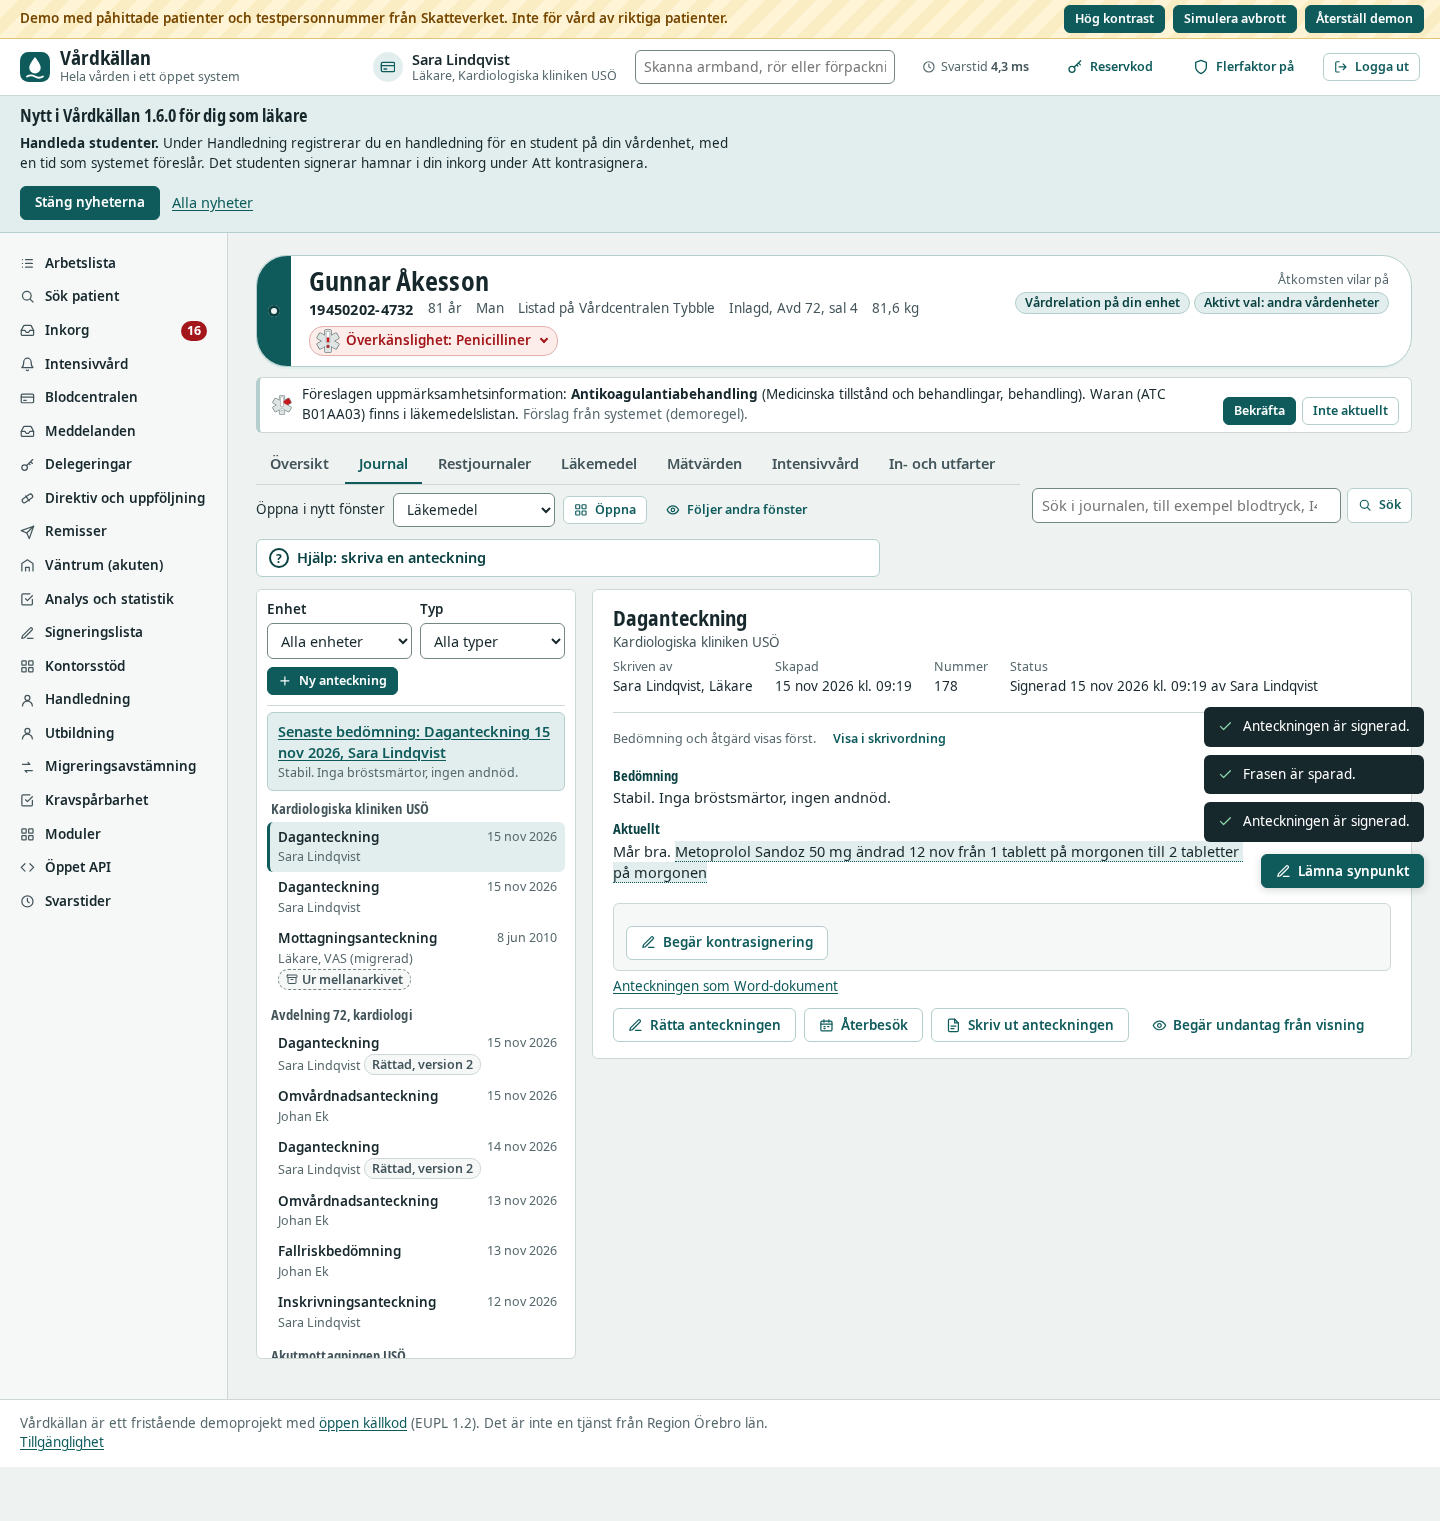 Demo med påhittade patienter och testpersonnummer från Skatteverket. Inte för vård av riktiga patienter.
Hög kontrast
Simulera avbrott
Återställ demon
Vårdkällan
Hela vården i ett öppet system
Sara Lindqvist
Läkare, Kardiologiska kliniken USÖ
Skanna armband, rör eller förpackni
Svarstid 4,3 ms
Reservkod
Flerfaktor på
Logga ut
Nytt i Vårdkällan 1.6.0 för dig som läkare
Handleda studenter. Under Handledning registrerar du en handledning för en student på din vårdenhet, med
en tid som systemet föreslår. Det studenten signerar hamnar i din inkorg under Att kontrasignera.
Stäng nyheterna
Alla nyheter
Arbetslista
Sök patient
Inkorg
16
Intensivvård
Blodcentralen
Meddelanden
Delegeringar
Direktiv och uppföljning
Remisser
Väntrum (akuten)
Analys och statistik
Signeringslista
Kontorsstöd
Handledning
Utbildning
Migreringsavstämning
Kravspårbarhet
Moduler
Öppet API
Svarstider
Gunnar Åkesson
19450202-4732 81 år Man Listad på Vårdcentralen Tybble Inlagd, Avd 72, sal 4 81,6 kg
Överkänslighet: Penicilliner
Åtkomsten vilar på
Vårdrelation på din enhet
Aktivt val: andra vårdenheter
Föreslagen uppmärksamhetsinformation: Antikoagulantiabehandling (Medicinska tillstånd och behandlingar, behandling). Waran (ATC
B01AA03) finns i läkemedelslistan. Förslag från systemet (demoregel).
Bekräfta
Inte aktuellt
Översikt
Journal
Restjournaler
Läkemedel
Mätvärden
Intensivvård
In- och utfarter
Öppna i nytt fönster
Läkemedel
Öppna
Följer andra fönster
Sök i journalen, till exempel blodtryck, I4
Sök
? Hjälp: skriva en anteckning
Enhet
Typ
Alla enheter
Alla typer
Ny anteckning
Senaste bedömning: Daganteckning 15
nov 2026, Sara Lindqvist
Stabil. Inga bröstsmärtor, ingen andnöd.
Kardiologiska kliniken USÖ
Daganteckning 15 nov 2026
Sara Lindqvist
Daganteckning 15 nov 2026
Sara Lindqvist
Mottagningsanteckning 8 jun 2010
Läkare, VAS (migrerad)
Ur mellanarkivet
Avdelning 72, kardiologi
Daganteckning 15 nov 2026
Sara Lindqvist Rättad, version 2
Omvårdnadsanteckning 15 nov 2026
Johan Ek
Daganteckning 14 nov 2026
Sara Lindqvist Rättad, version 2
Omvårdnadsanteckning 13 nov 2026
Johan Ek
Fallriskbedömning 13 nov 2026
Johan Ek
Inskrivningsanteckning 12 nov 2026
Sara Lindqvist
Akutmottagningen USÖ
Daganteckning
Kardiologiska kliniken USÖ
Skriven av Skapad Nummer Status
Sara Lindqvist, Läkare 15 nov 2026 kl. 09:19 178 Signerad 15 nov 2026 kl. 09:19 av Sara Lindqvist
Bedömning och åtgärd visas först. Visa i skrivordning
Bedömning
Stabil. Inga bröstsmärtor, ingen andnöd.
Aktuellt
Mår bra. Metoprolol Sandoz 50 mg ändrad 12 nov från 1 tablett på morgonen till 2 tabletter
på morgonen
Begär kontrasignering
Anteckningen som Word-dokument
Rätta anteckningen
Återbesök
Skriv ut anteckningen
Begär undantag från visning
Anteckningen är signerad.
Frasen är sparad.
Anteckningen är signerad.
Lämna synpunkt
Vårdkällan är ett fristående demoprojekt med öppen källkod (EUPL 1.2). Det är inte en tjänst från Region Örebro län.
Tillgänglighet